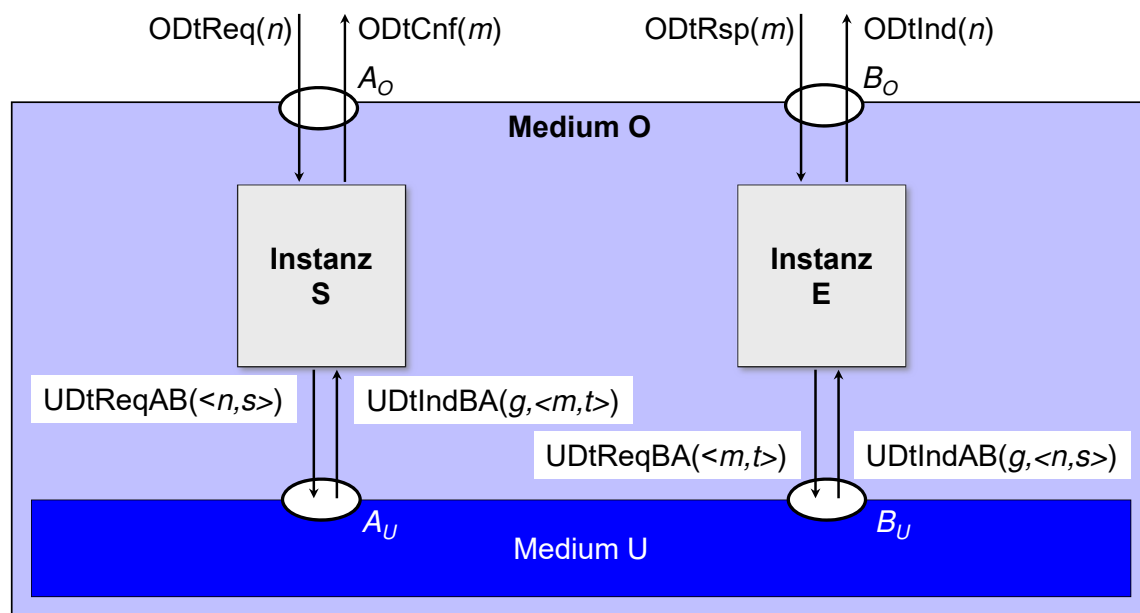 ODtReq(n) ODtCnf(m) ODtRsp(m) ODtInd(n)
A_O B_O
Medium O
Instanz Instanz
S E
UDtReqAB(<n,s>) UDtIndBA(g,<m,t>)
UDtReqBA(<m,t>) UDtIndAB(g,<n,s>)
A_U B_U
Medium U